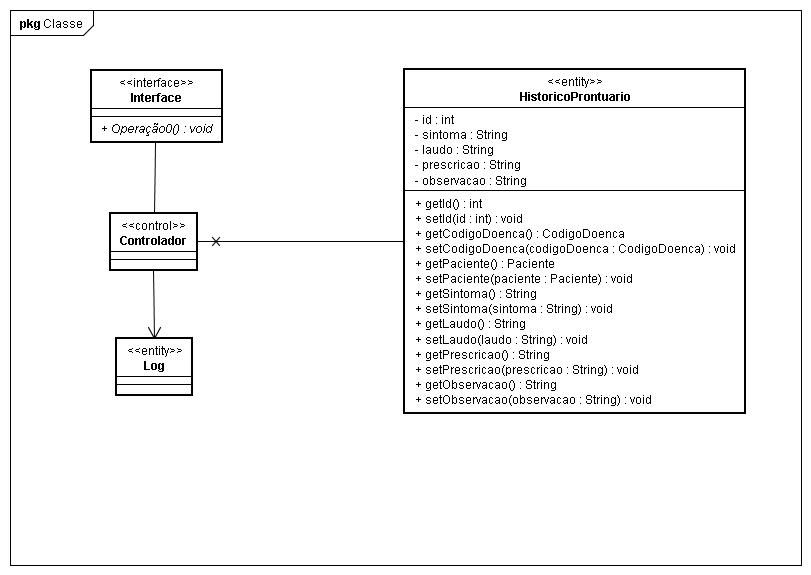 pkg Classe
<<interface>>
Interface
+ Operação0() : void
<<control>>
Controlador
<<entity>>
Log
<<entity>>
HistoricoProntuario
- id : int
- sintoma : String
- laudo : String
- prescricao : String
- observacao : String
+ getId() : int
+ setId(id : int) : void
+ getCodigoDoenca() : CodigoDoenca
+ setCodigoDoenca(codigoDoenca : CodigoDoenca) : void
+ getPaciente() : Paciente
+ setPaciente(paciente : Paciente) : void
+ getSintoma() : String
+ setSintoma(sintoma : String) : void
+ getLaudo() : String
+ setLaudo(laudo : String) : void
+ getPrescricao() : String
+ setPrescricao(prescricao : String) : void
+ getObservacao() : String
+ setObservacao(observacao : String) : void